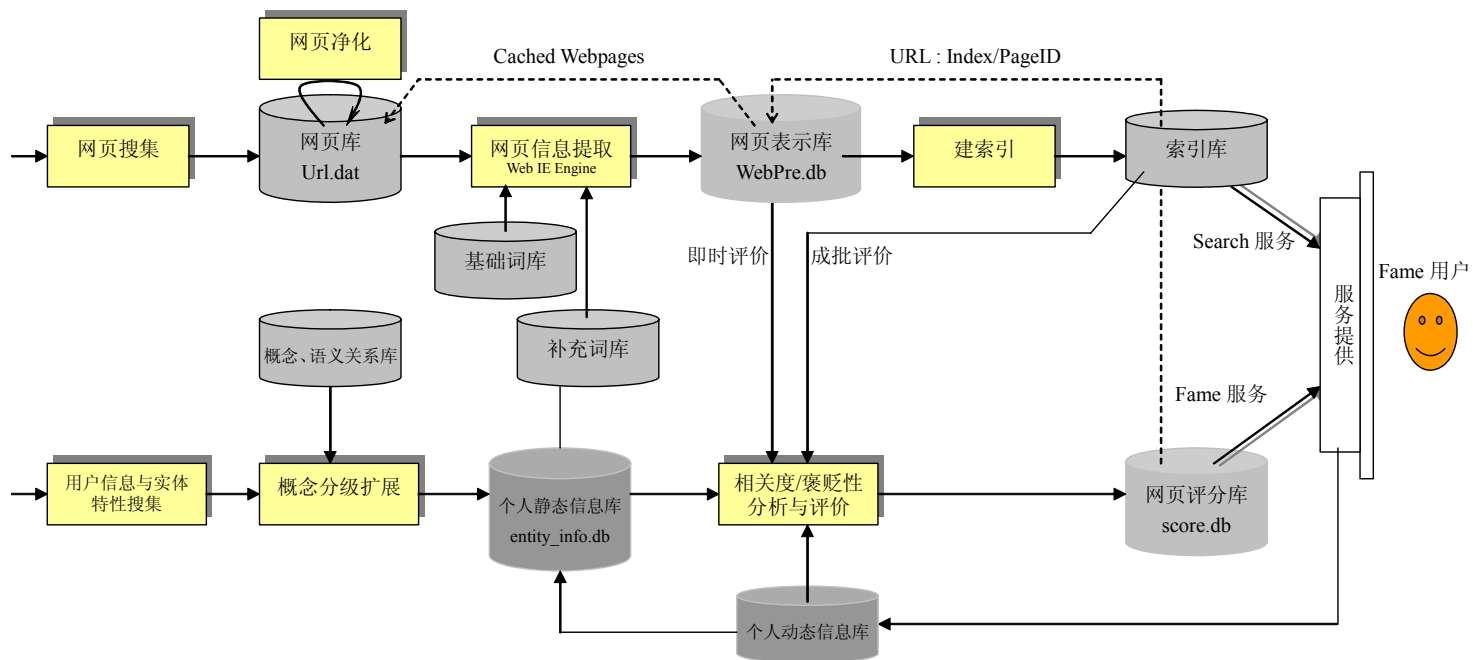 网页净化
Cached Webpages
URL : Index/PageID
网页搜集
网页库
Url.dat
网页信息提取
Web IE Engine
网页表示库
WebPre.db
建索引
索引库
基础词库
即时评价
成批评价
Search 服务
Fame 用户
服务提供
概念、语义关系库
补充词库
Fame 服务
用户信息与实体
特性搜集
概念分级扩展
个人静态信息库
entity_info.db
相关度/褒贬性
分析与评价
网页评分库
score.db
个人动态信息库